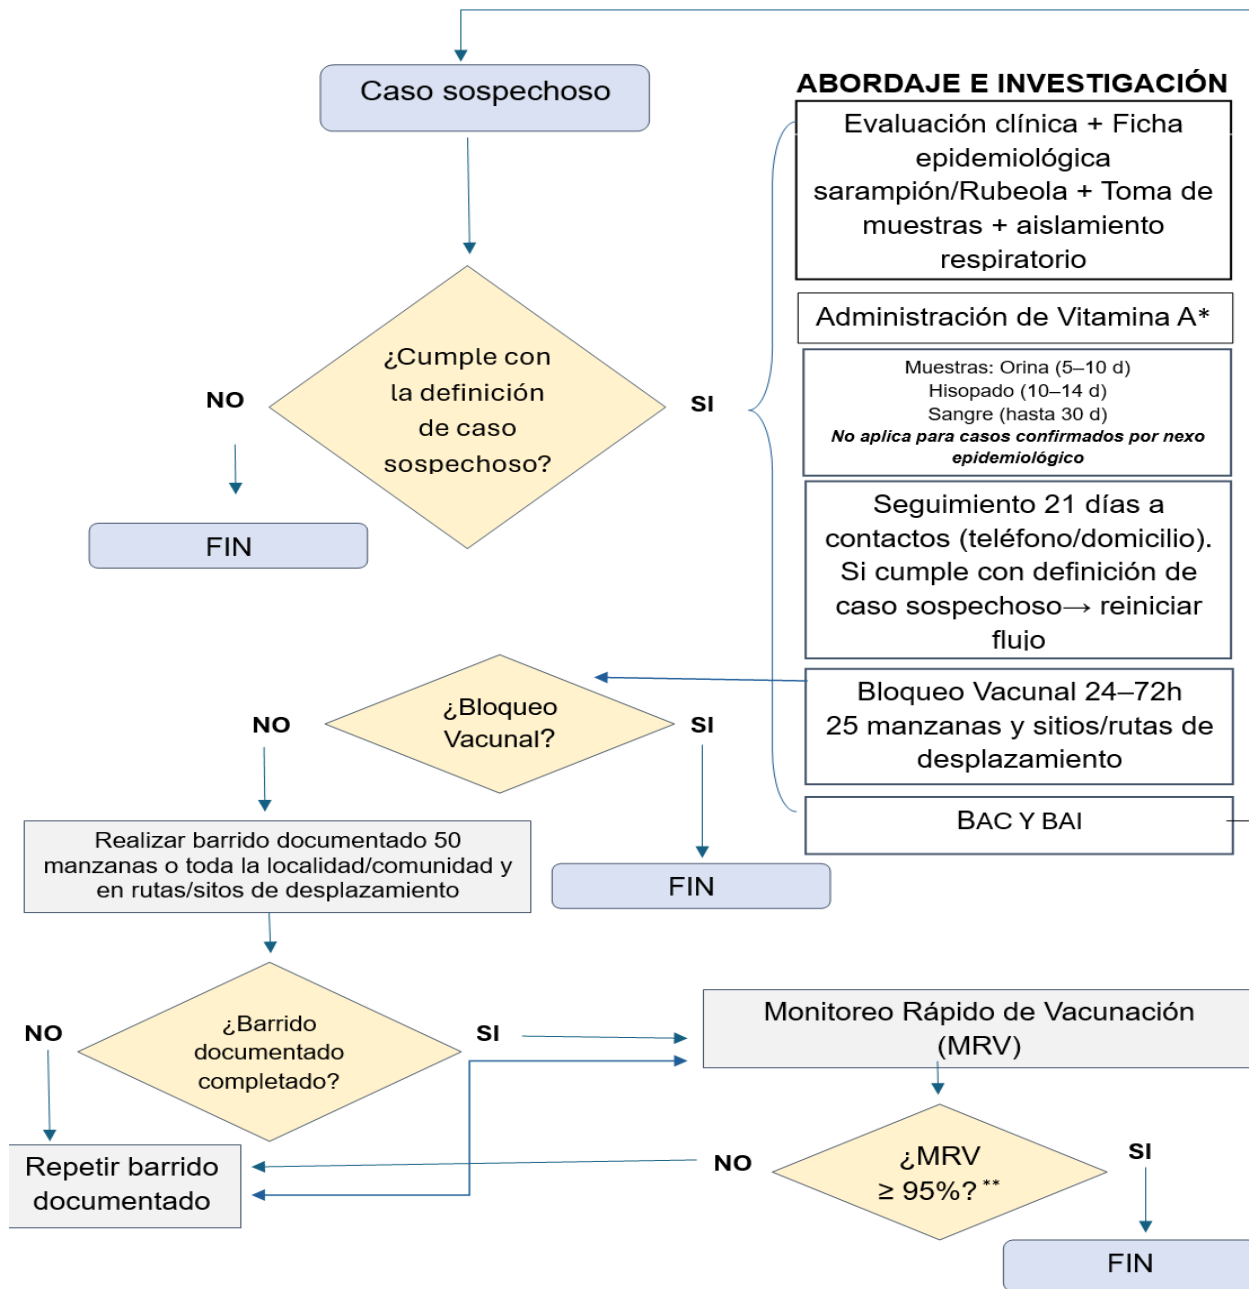 Caso sospechoso
¿Cumple con
la definición
de caso
sospechoso?
NO
SI
FIN
ABORDAJE E INVESTIGACIÓN
Evaluación clínica + Ficha
epidemiológica
sarampión/Rubeola + Toma de
muestras + aislamiento
respiratorio
Administración de Vitamina A*
Muestras: Orina (5–10 d)
Hisopado (10–14 d)
Sangre (hasta 30 d)
No aplica para casos confirmados por nexo
epidemiológico
Seguimiento 21 días a
contactos (teléfono/domicilio).
Si cumple con definición de
caso sospechoso→ reiniciar
flujo
Bloqueo Vacunal 24–72h
25 manzanas y sitios/rutas de
desplazamiento
BAC Y BAI
¿Bloqueo
Vacunal?
NO
SI
FIN
Realizar barrido documentado 50
manzanas o toda la localidad/comunidad y
en rutas/sitos de desplazamiento
¿Barrido
documentado
completado?
NO
SI
Repetir barrido
documentado
Monitoreo Rápido de Vacunación
(MRV)
¿MRV
≥ 95%? **
NO
SI
FIN